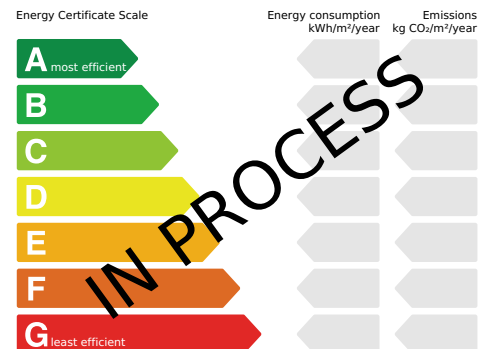 Energy Certificate Scale
Energy consumption
kWh/m²/year
Emissions
kg CO₂/m²/year
A most efficient
B
C
D
E
F
G least efficient
IN PROCESS